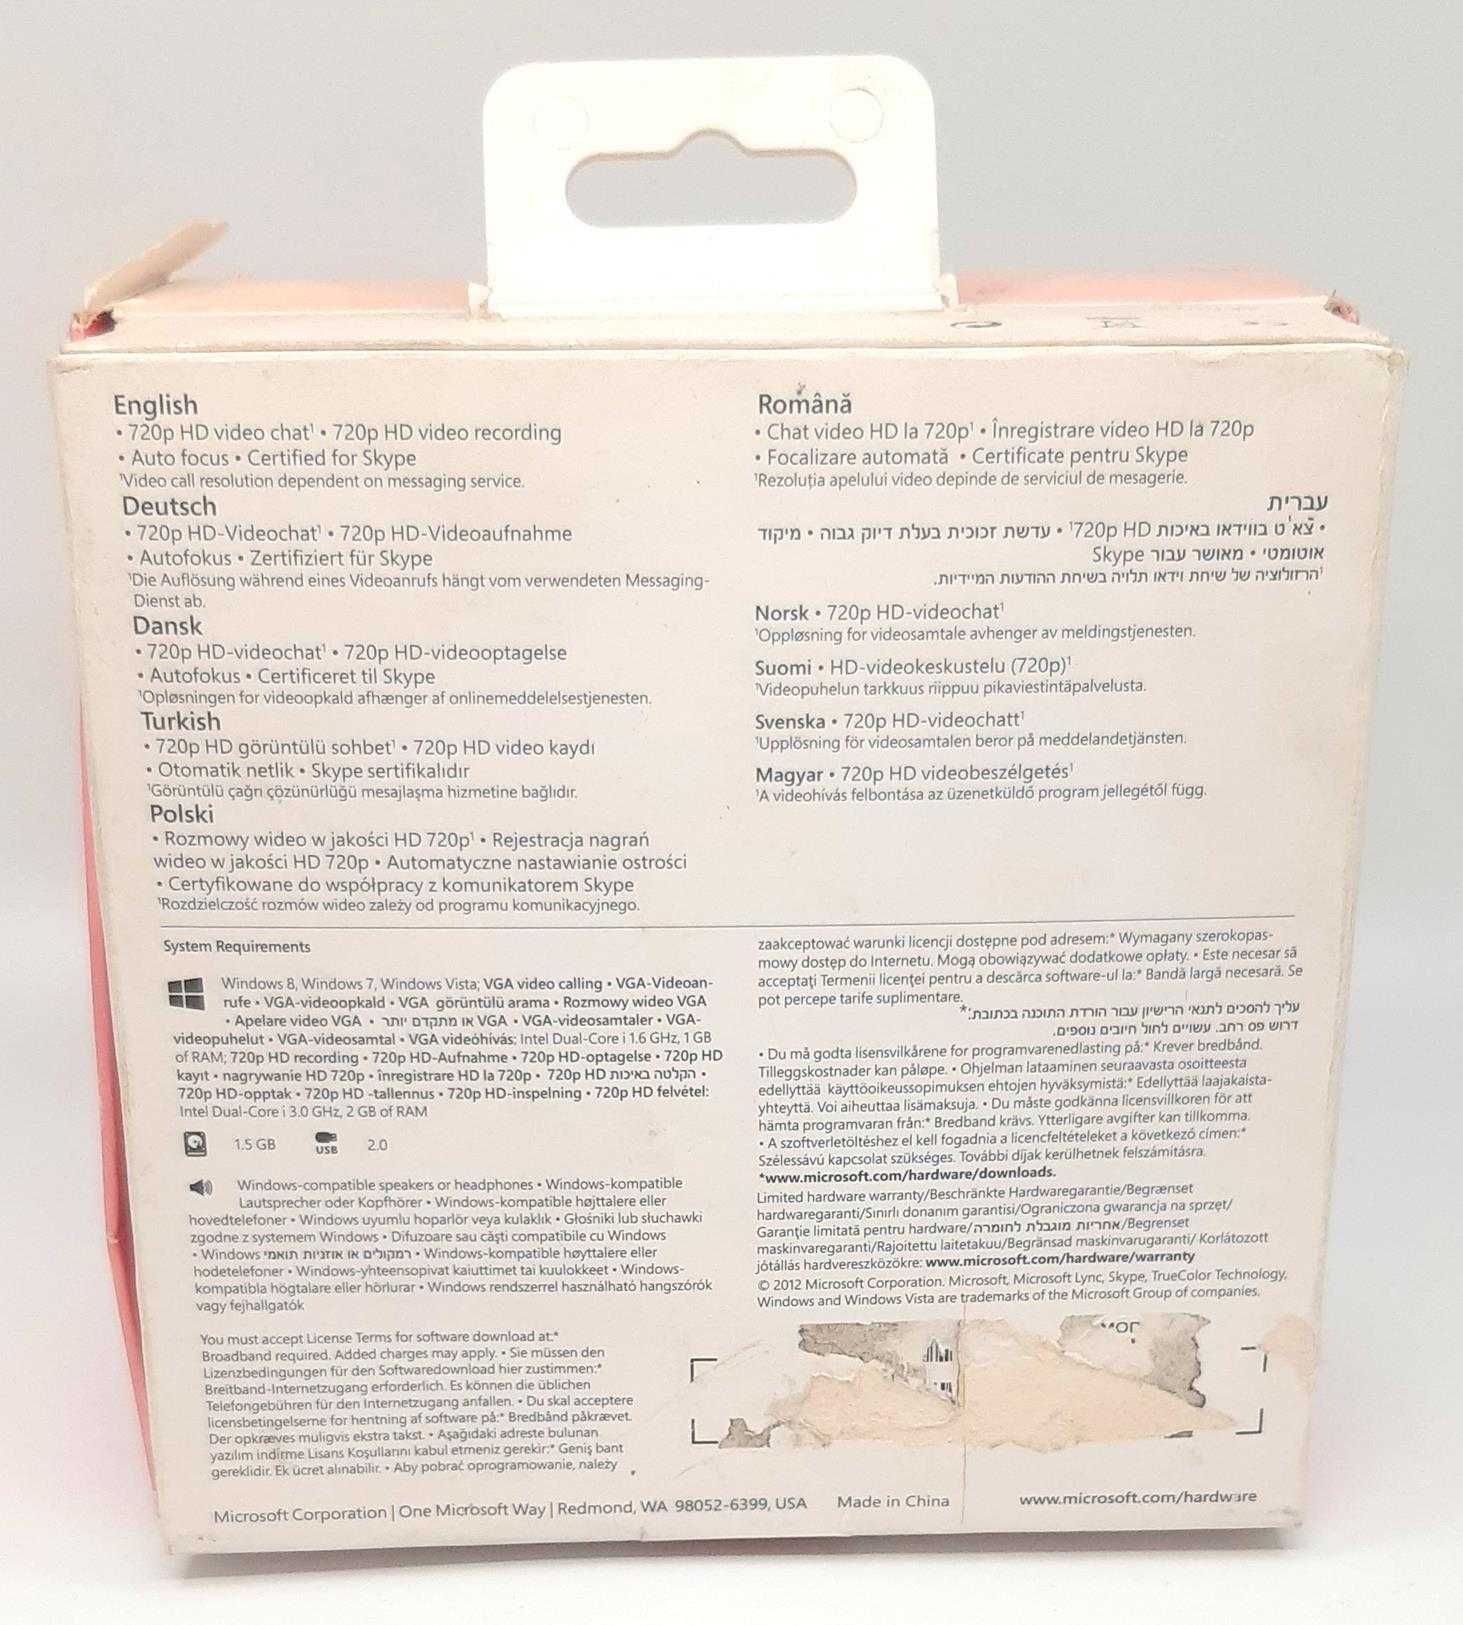 English
• 720p HD video chat¹ • 720p HD video recording
• Auto focus • Certified for Skype
¹Video call resolution dependent on messaging service.
Deutsch
• 720p HD-Videochat¹ • 720p HD-Videoaufnahme
• Autofokus • Zertifiziert für Skype
¹Die Auflösung während eines Videoanrufs hängt vom verwendeten Messaging-
Dienst ab.
Dansk
• 720p HD-videochat¹ • 720p HD-videooptagelse
• Autofokus • Certificeret til Skype
¹Opløsningen for videoopkald afhænger af onlinemeddelelsestjenesten.
Turkish
• 720p HD görüntülü sohbet¹ • 720p HD video kaydı
• Otomatik netlik • Skype sertifikalıdır
¹Görüntülü çağrı çözünürlüğü mesajlaşma hizmetine bağlıdır.
Polski
• Rozmowy wideo w jakości HD 720p¹ • Rejestracja nagrań
wideo w jakości HD 720p • Automatyczne nastawianie ostrości
• Certyfikowane do współpracy z komunikatorem Skype
¹Rozdzielczość rozmów wideo zależy od programu komunikacyjnego.
Română
• Chat video HD la 720p¹ • Înregistrare video HD la 720p
• Focalizare automată • Certificate pentru Skype
¹Rezoluția apelului video depinde de serviciul de mesagerie.
עברית
• צ'אט בווידאו באיכות 720p HD¹ • עדשת זכוכית בעלת דיוק גבוה • מיקוד
אוטומטי • מאושר עבור Skype
¹הרזולוציה של שיחת וידאו תלויה בשיחת ההודעות המיידיות.
Norsk • 720p HD-videochat¹
¹Oppløsning for videosamtale avhenger av meldingstjenesten.
Suomi • HD-videokeskustelu (720p)¹
¹Videopuhelun tarkkuus riippuu pikaviestintäpalvelusta.
Svenska • 720p HD-videochatt¹
¹Upplösning för videosamtalen beror på meddelandetjänsten.
Magyar • 720p HD videobeszélgetés¹
¹A videohívás felbontása az üzenetküldő program jellegétől függ.
System Requirements
Windows 8, Windows 7, Windows Vista; VGA video calling • VGA-Videoan-
rufe • VGA-videoopkald • VGA görüntülü arama • Rozmowy wideo VGA
• Apelare video VGA • VGA או מתקדם יותר • VGA-videosamtaler • VGA-
videopuhelut • VGA-videosamtal • VGA videóhívás; Intel Dual-Core i 1.6 GHz, 1 GB
of RAM; 720p HD recording • 720p HD-Aufnahme • 720p HD-optagelse • 720p HD
kayıt • nagrywanie HD 720p • înregistrare HD la 720p • הקלטה באיכות 720p HD •
720p HD-opptak • 720p HD -tallennus • 720p HD-inspelning • 720p HD felvétel:
Intel Dual-Core i 3.0 GHz, 2 GB of RAM
1.5 GB USB 2.0
Windows-compatible speakers or headphones • Windows-kompatible
Lautsprecher oder Kopfhörer • Windows-kompatible højttalere eller
hovedtelefoner • Windows uyumlu hoparlör veya kulaklık • Głośniki lub słuchawki
zgodne z systemem Windows • Difuzoare sau căști compatibile cu Windows
• רמקולים או אוזניות תואמי Windows • Windows-kompatible høyttalere eller
hodetelefoner • Windows-yhteensopivat kaiuttimet tai kuulokkeet • Windows-
kompatibla högtalare eller hörlurar • Windows rendszerrel használható hangszórók
vagy fejhallgatók
You must accept License Terms for software download at:*
Broadband required. Added charges may apply. • Sie müssen den
Lizenzbedingungen für den Softwaredownload hier zustimmen:*
Breitband-Internetzugang erforderlich. Es können die üblichen
Telefongebühren für den Internetzugang anfallen. • Du skal acceptere
licensbetingelserne for hentning af software på:* Bredbånd påkrævet.
Der opkræves muligvis ekstra takst. • Aşağıdaki adreste bulunan
yazılım indirme Lisans Koşullarını kabul etmeniz gerekir:* Geniş bant
gereklidir. Ek ücret alınabilir. • Aby pobrać oprogramowanie, należy
zaakceptować warunki licencji dostępne pod adresem:* Wymagany szerokopas-
mowy dostęp do Internetu. Mogą obowiązywać dodatkowe opłaty. • Este necesar să
acceptați Termenii licenței pentru a descărca software-ul la:* Bandă largă necesară. Se
pot percepe tarife suplimentare.
עליך להסכים לתנאי הרישיון עבור הורדת התוכנה בכתובת:*
דרוש פס רחב. עשויים לחול חיובים נוספים.
• Du må godta lisensvilkårene for programvarenedlasting på:* Krever bredbånd.
Tilleggskostnader kan påløpe. • Ohjelman lataaminen seuraavasta osoitteesta
edellyttää käyttöoikeussopimuksen ehtojen hyväksymistä:* Edellyttää laajakaista-
yhteyttä. Voi aiheuttaa lisämaksuja. • Du måste godkänna licensvillkoren för att
hämta programvaran från:* Bredband krävs. Ytterligare avgifter kan tillkomma.
• A szoftverletöltéshez el kell fogadnia a licencfeltételeket a következő címen:*
Szélessávú kapcsolat szükséges. További díjak kerülhetnek felszámításra.
*www.microsoft.com/hardware/downloads.
Limited hardware warranty/Beschränkte Hardwaregarantie/Begrænset
hardwaregaranti/Sınırlı donanım garantisi/Ograniczona gwarancja na sprzęt/
Garanție limitată pentru hardware/אחריות מוגבלת לחומרה/Begrenset
maskinvaregaranti/Rajoitettu laitetakuu/Begränsad maskinvarugaranti/ Korlátozott
jótállás hardvereszközökre: www.microsoft.com/hardware/warranty
© 2012 Microsoft Corporation. Microsoft, Microsoft Lync, Skype, TrueColor Technology,
Windows and Windows Vista are trademarks of the Microsoft Group of companies.
Microsoft Corporation | One Microsoft Way | Redmond, WA 98052-6399, USA Made in China www.microsoft.com/hardware